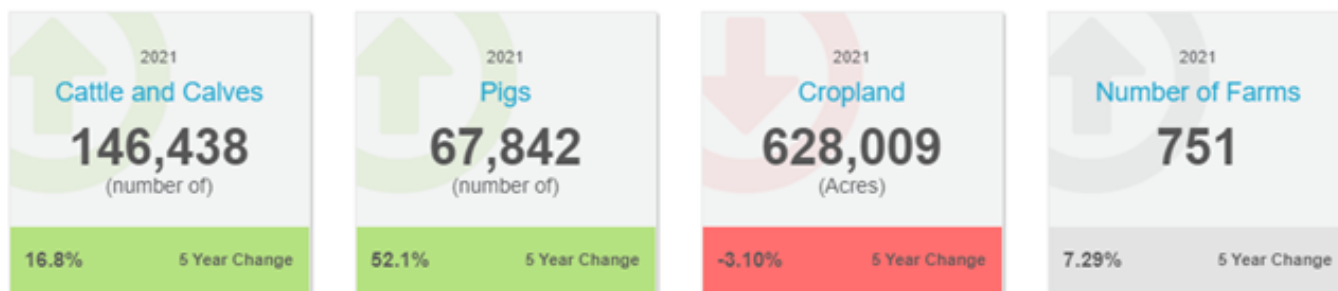 2021
Cattle and Calves
146,438
(number of)
16.8% 5 Year Change
2021
Pigs
67,842
(number of)
52.1% 5 Year Change
2021
Cropland
628,009
(Acres)
-3.10% 5 Year Change
2021
Number of Farms
751
7.29% 5 Year Change